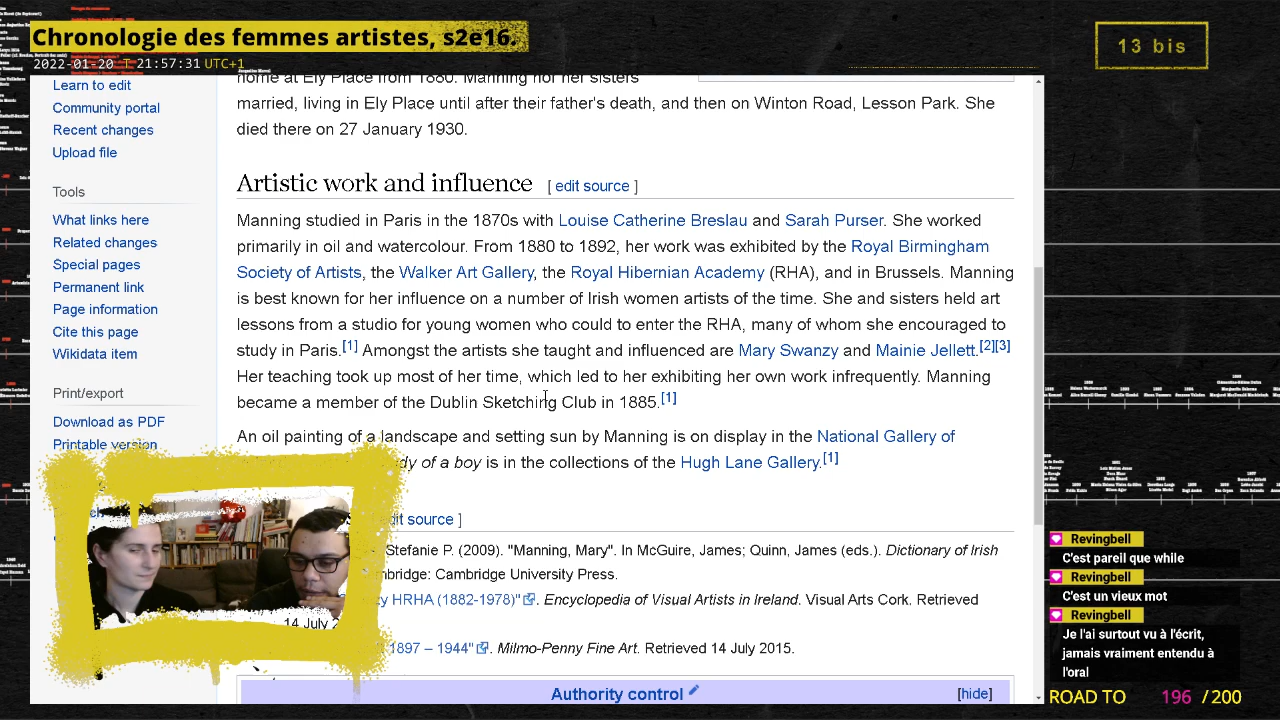 Chronologie des femmes artistes, s2e16.
2022-01-20 T 21:57:31 UTC+1
13 bis
Learn to edit
Community portal
Recent changes
Upload file
Tools
What links here
Related changes
Special pages
Permanent link
Page information
Cite this page
Wikidata item
Print/export
Download as PDF
Printable version
home at Ely Place from 1880. Manning nor her sisters
married, living in Ely Place until after their father's death, and then on Winton Road, Lesson Park. She
died there on 27 January 1930.
Artistic work and influence [ edit source ]
Manning studied in Paris in the 1870s with Louise Catherine Breslau and Sarah Purser. She worked
primarily in oil and watercolour. From 1880 to 1892, her work was exhibited by the Royal Birmingham
Society of Artists, the Walker Art Gallery, the Royal Hibernian Academy (RHA), and in Brussels. Manning
is best known for her influence on a number of Irish women artists of the time. She and sisters held art
lessons from a studio for young women who could to enter the RHA, many of whom she encouraged to
study in Paris.[1] Amongst the artists she taught and influenced are Mary Swanzy and Mainie Jellett.[2][3]
Her teaching took up most of her time, which led to her exhibiting her own work infrequently. Manning
became a member of the Dublin Sketching Club in 1885.[1]
An oil painting of a landscape and setting sun by Manning is on display in the National Gallery of
dy of a boy is in the collections of the Hugh Lane Gallery.[1]
dit source ]
Stefanie P. (2009). "Manning, Mary". In McGuire, James; Quinn, James (eds.). Dictionary of Irish
mbridge: Cambridge University Press.
zy HRHA (1882-1978)". Encyclopedia of Visual Artists in Ireland. Visual Arts Cork. Retrieved
14 July 2
1897 – 1944". Milmo-Penny Fine Art. Retrieved 14 July 2015.
Authority control [hide]
Revingbell
C'est pareil que while
Revingbell
C'est un vieux mot
Revingbell
Je l'ai surtout vu à l'écrit,
jamais vraiment entendu à
l'oral
ROAD TO 196 / 200